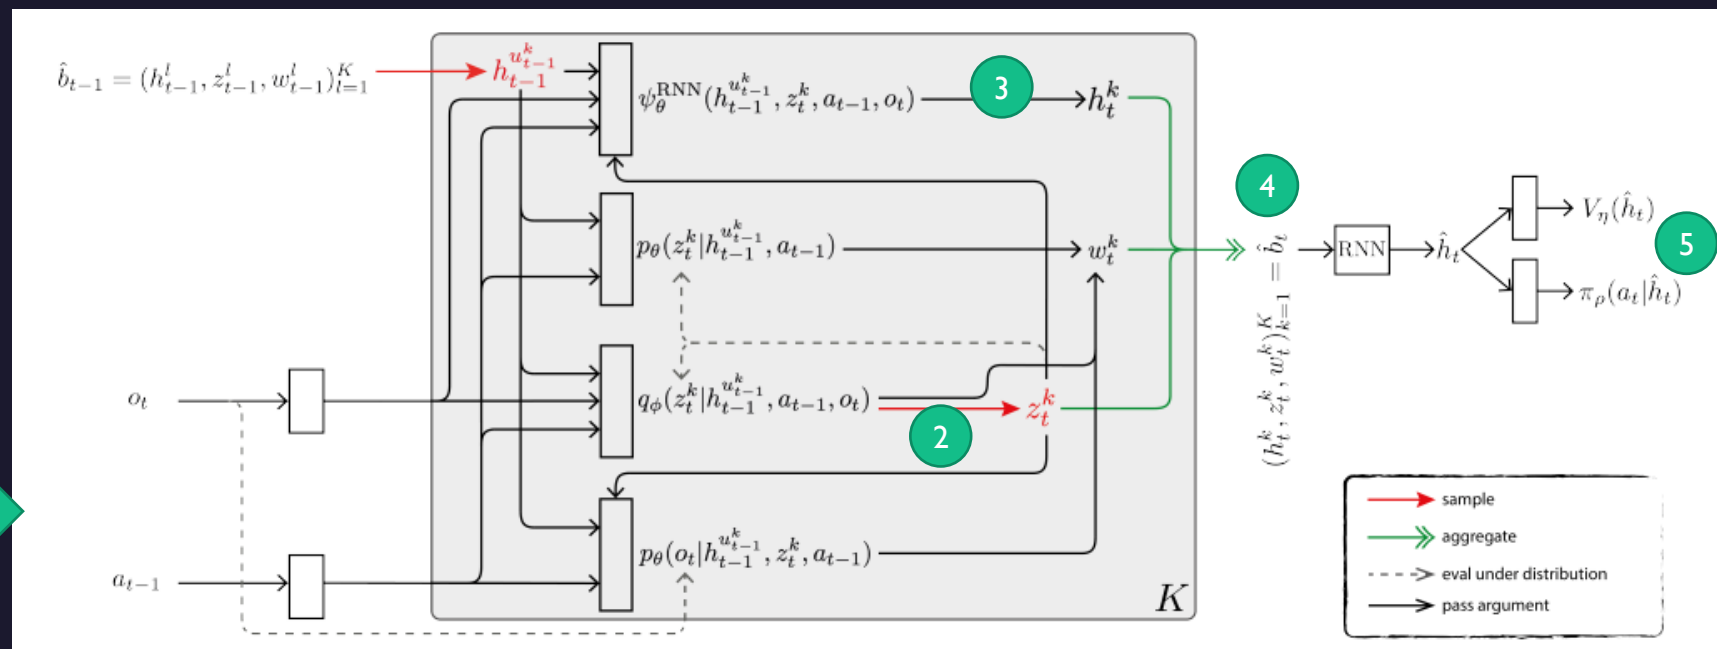 b̂_{t−1} = (h^l_{t−1}, z^l_{t−1}, w^l_{t−1})^K_{l=1}
h^{u^k_{t−1}}_{t−1}
ψ^{RNN}_θ(h^{u^k_{t−1}}_{t−1}, z^k_t, a_{t−1}, o_t)
3
h^k_t
p_θ(z^k_t|h^{u^k_{t−1}}_{t−1}, a_{t−1})
w^k_t
4
(h^k_t, z^k_t, w^k_t)^K_{k=1} = b̂_t
RNN
ĥ_t
V_η(ĥ_t)
5
π_ρ(a_t|ĥ_t)
o_t
q_ϕ(z^k_t|h^{u^k_{t−1}}_{t−1}, a_{t−1}, o_t)
2
z^k_t
a_{t−1}
p_θ(o_t|h^{u^k_{t−1}}_{t−1}, z^k_t, a_{t−1})
K
sample
aggregate
eval under distribution
pass argument